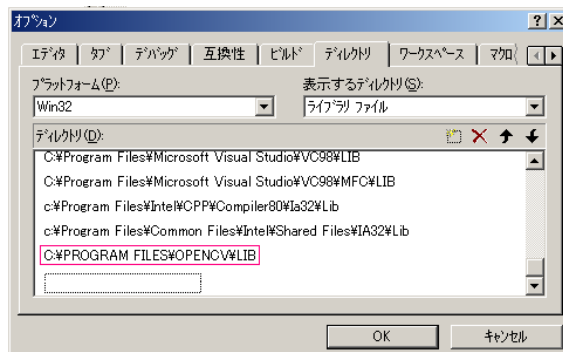 オプション
エディタ タブ デバッグ 互換性 ビルド ディレクトリ ワークスペース マクロ
プラットフォーム(P): 表示するディレクトリ(S):
Win32 ライブラリ ファイル
ディレクトリ(D):
C:¥Program Files¥Microsoft Visual Studio¥VC98¥LIB
C:¥Program Files¥Microsoft Visual Studio¥VC98¥MFC¥LIB
c:¥Program Files¥Intel¥CPP¥Compiler80¥Ia32¥Lib
c:¥Program Files¥Common Files¥Intel¥Shared Files¥IA32¥Lib
C:¥PROGRAM FILES¥OPENCV¥LIB
OK キャンセル